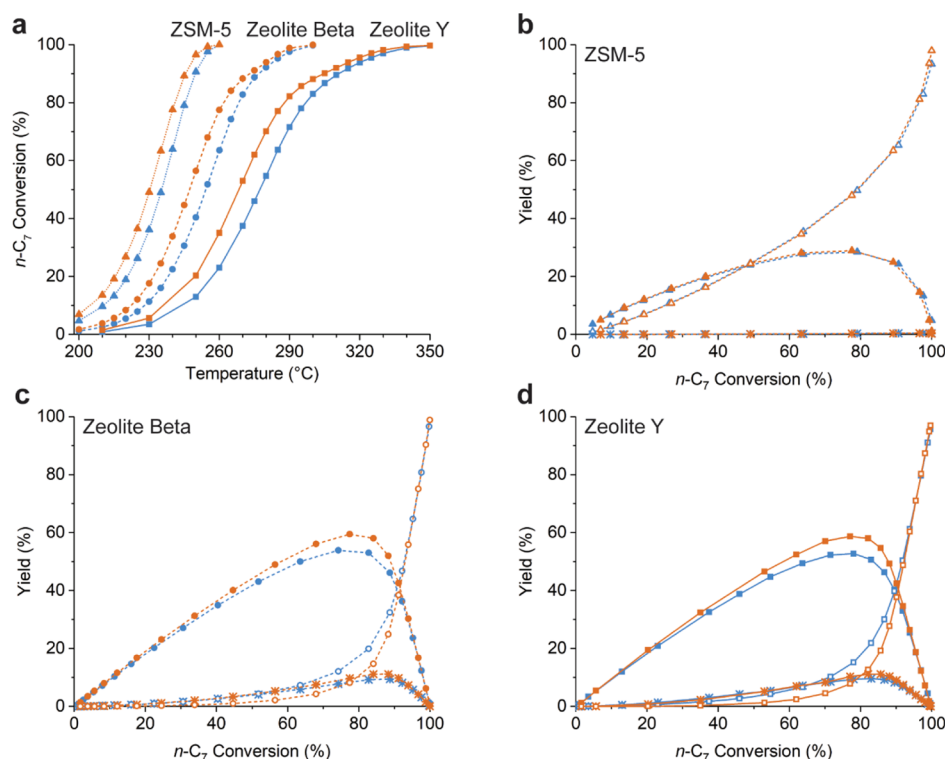 a
ZSM-5 Zeolite Beta Zeolite Y
n-C7 Conversion (%)
100
80
60
40
20
0
200 230 260 290 320 350
Temperature (°C)
b
ZSM-5
Yield (%)
100
80
60
40
20
0
0 20 40 60 80 100
n-C7 Conversion (%)
c
Zeolite Beta
Yield (%)
100
80
60
40
20
0
0 20 40 60 80 100
n-C7 Conversion (%)
d
Zeolite Y
Yield (%)
100
80
60
40
20
0
0 20 40 60 80 100
n-C7 Conversion (%)